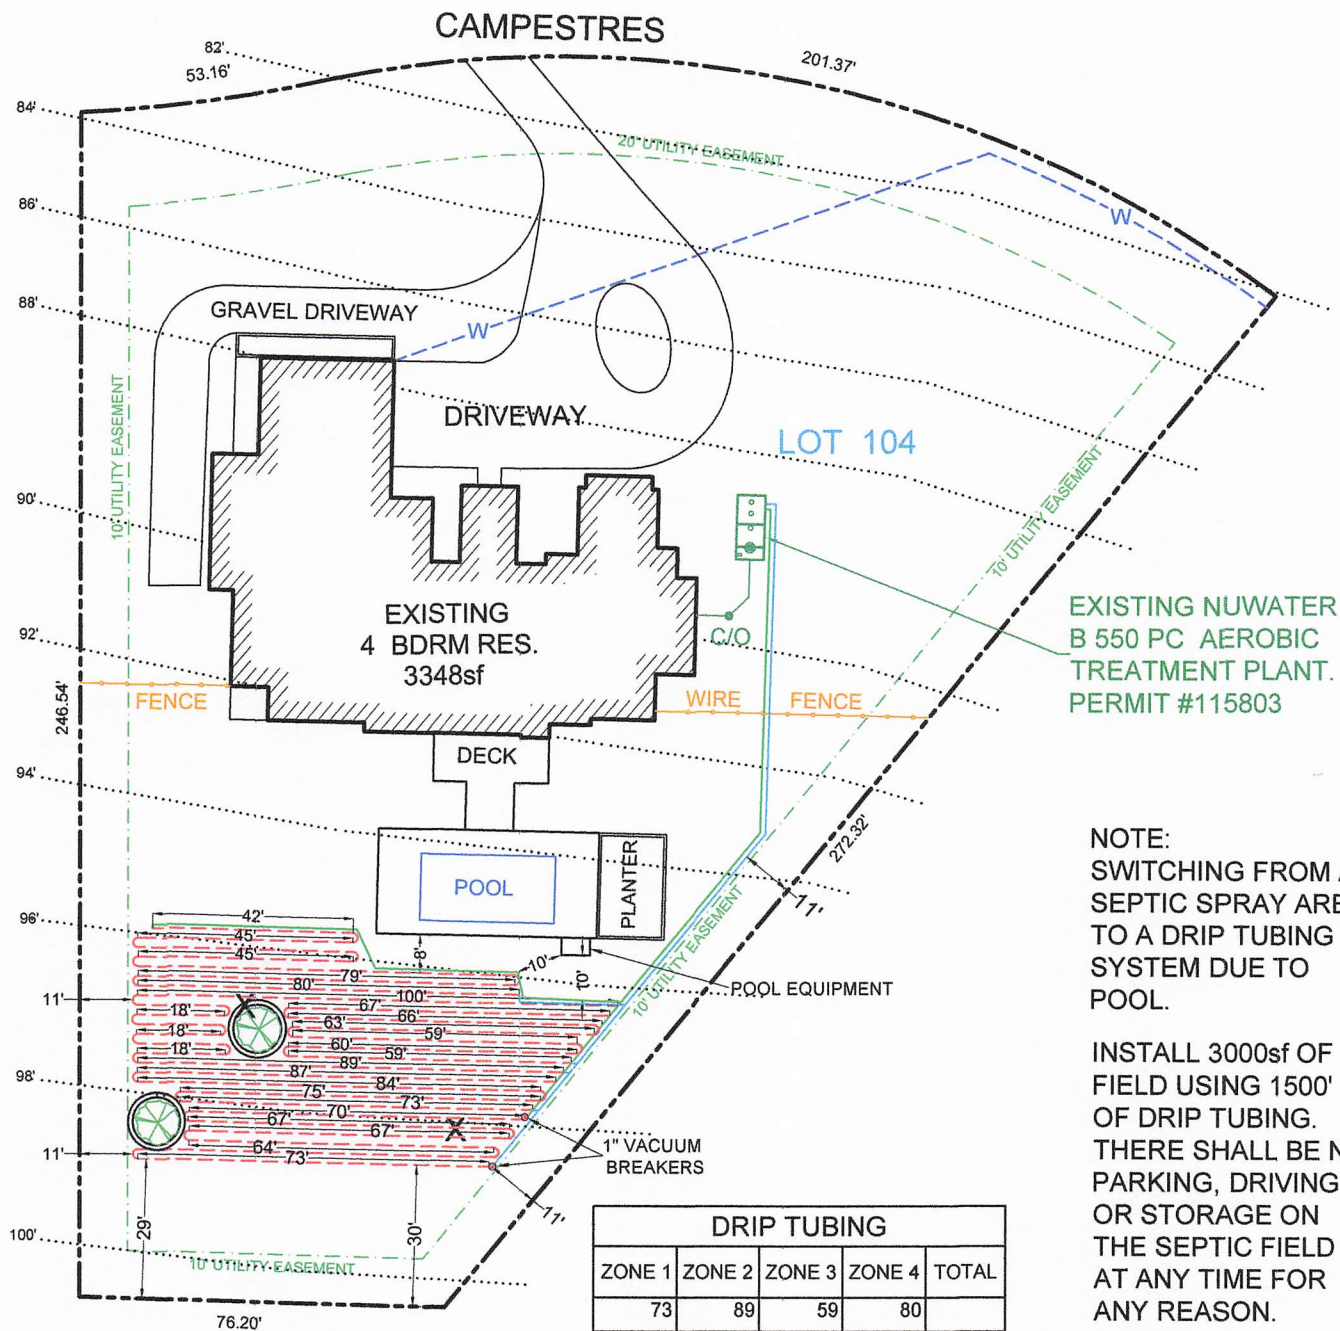 CAMPESTRES
82'
53.16'
201.37'
84'
20' UTILITY EASEMENT
86'
W
88'
GRAVEL DRIVEWAY
W
DRIVEWAY
LOT 104
10' UTILITY EASEMENT
10' UTILITY EASEMENT
90'
EXISTING
4 BDRM RES.
3348sf
C/O
EXISTING NUWATER
B 550 PC AEROBIC
TREATMENT PLANT.
PERMIT #115803
92'
FENCE
WIRE FENCE
246.54'
DECK
94'
272.32'
POOL
PLANTER
11'
10' UTILITY EASEMENT
NOTE:
SWITCHING FROM
SEPTIC SPRAY
TO A DRIP TUBING
SYSTEM DUE TO
POOL.
96'
42'
45'
45'
8'
10'
10'
POOL EQUIPMENT
79'
80'
100'
11'
67'
66'
18'
63'
59'
18'
60'
59'
18'
89'
87'
84'
98'
75'
73'
70'
67'
67'
64'
73'
11'
X
X
1" VACUUM
BREAKERS
11'
29'
30'
100'
10' UTILITY EASEMENT
76.20'
INSTALL 3000sf OF
FIELD USING 1500'
OF DRIP TUBING.
THERE SHALL BE
PARKING, DRIVING
OR STORAGE ON
THE SEPTIC FIELD
AT ANY TIME FOR
ANY REASON.
DRIP TUBING
ZONE 1 ZONE 2 ZONE 3 ZONE 4 TOTAL
73 89 59 80